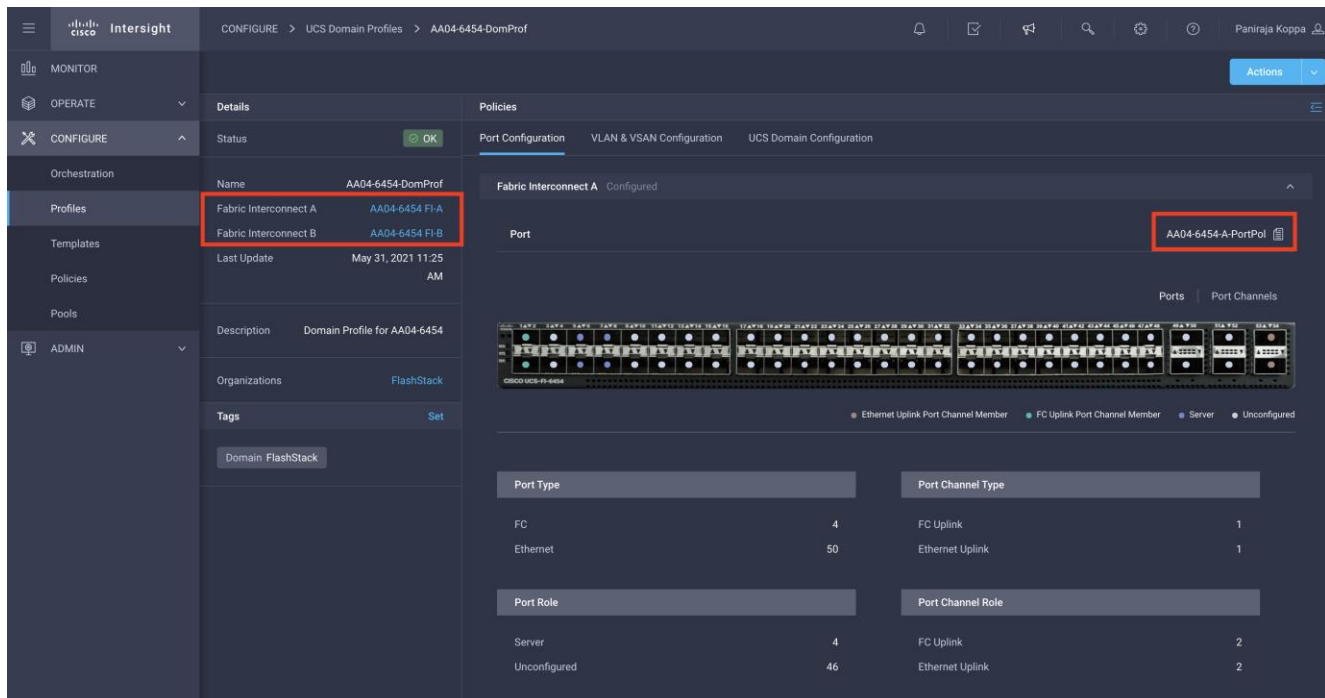 CISCO Intersight
CONFIGURE > UCS Domain Profiles > AA04-6454-DomProf
Paniraja Koppa
MONITOR
OPERATE
CONFIGURE
Orchestration
Profiles
Templates
Policies
Pools
ADMIN
Actions
Details
Status OK
Name AA04-6454-DomProf
Fabric Interconnect A AA04-6454 FI-A
Fabric Interconnect B AA04-6454 FI-B
Last Update May 31, 2021 11:25
AM
Description Domain Profile for AA04-6454
Organizations FlashStack
Tags Set
Domain FlashStack
Policies
Port Configuration VLAN & VSAN Configuration UCS Domain Configuration
Fabric Interconnect A Configured
Port AA04-6454-A-PortPol
Ports Port Channels
CISCO UCS-FI-6454
Ethernet Uplink Port Channel Member FC Uplink Port Channel Member Server Unconfigured
Port Type Port Channel Type
FC 4 FC Uplink 1
Ethernet 50 Ethernet Uplink 1
Port Role Port Channel Role
Server 4 FC Uplink 2
Unconfigured 46 Ethernet Uplink 2